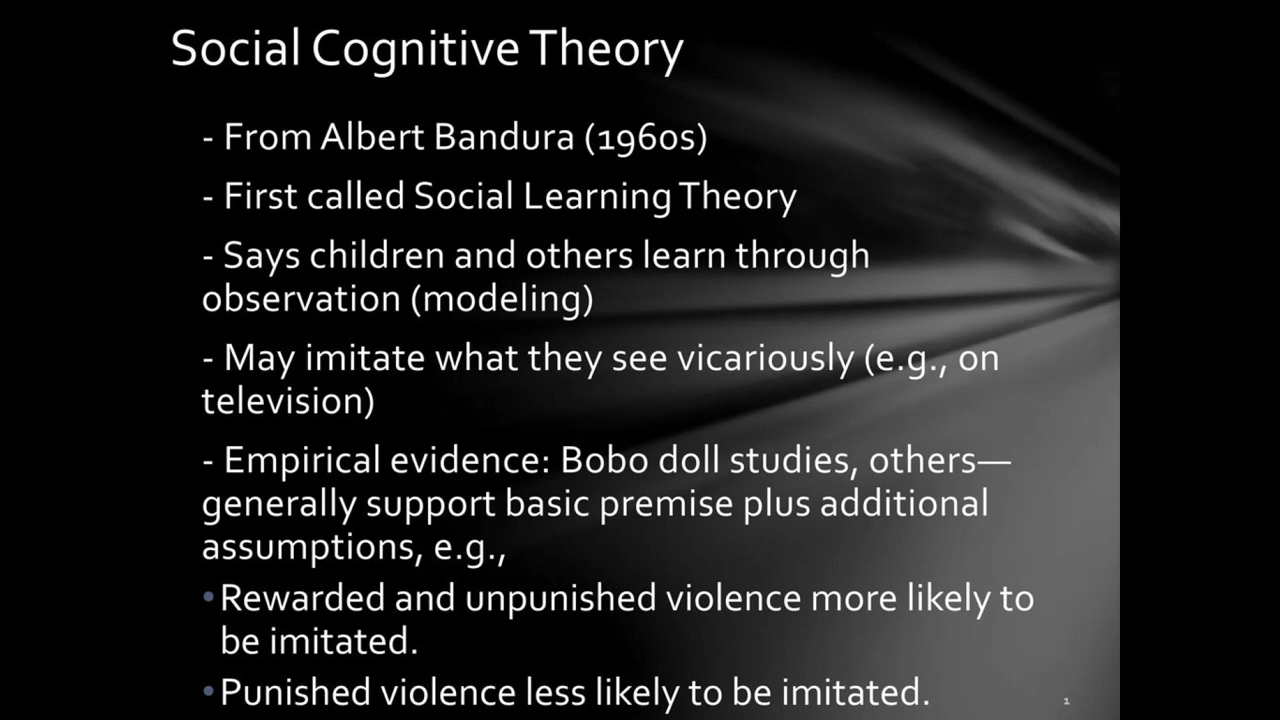 Social Cognitive Theory
- From Albert Bandura (1960s)
- First called Social Learning Theory
- Says children and others learn through
observation (modeling)
- May imitate what they see vicariously (e.g., on
television)
- Empirical evidence: Bobo doll studies, others—
generally support basic premise plus additional
assumptions, e.g.,
•Rewarded and unpunished violence more likely to
be imitated.
•Punished violence less likely to be imitated.
1